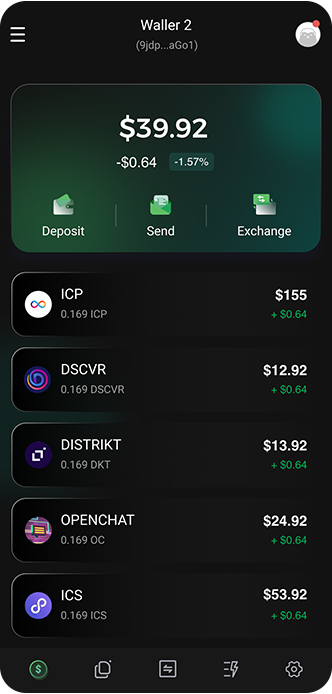 Waller 2
(9jdp...aGo1)
$39.92
-$0.64 -1.57%
Deposit Send Exchange
ICP $155
0.169 ICP + $0.64
DSCVR $12.92
0.169 DSCVR + $0.64
DISTRIKT $13.92
0.169 DKT + $0.64
OPENCHAT $24.92
0.169 OC + $0.64
ICS $53.92
0.169 ICS + $0.64